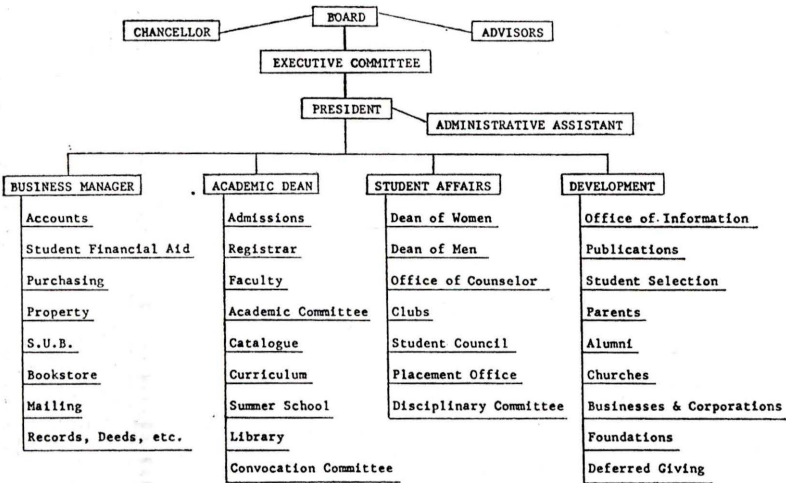 BOARD
CHANCELLOR
ADVISORS
EXECUTIVE COMMITTEE
PRESIDENT
ADMINISTRATIVE ASSISTANT
BUSINESS MANAGER
Accounts
Student Financial Aid
Purchasing
Property
S.U.B.
Bookstore
Mailing
Records, Deeds, etc.
ACADEMIC DEAN
Admissions
Registrar
Faculty
Academic Committee
Catalogue
Curriculum
Summer School
Library
Convocation Committee
STUDENT AFFAIRS
Dean of Women
Dean of Men
Office of Counselor
Clubs
Student Council
Placement Office
Disciplinary Committee
DEVELOPMENT
Office of Information
Publications
Student Selection
Parents
Alumni
Churches
Businesses & Corporations
Foundations
Deferred Giving